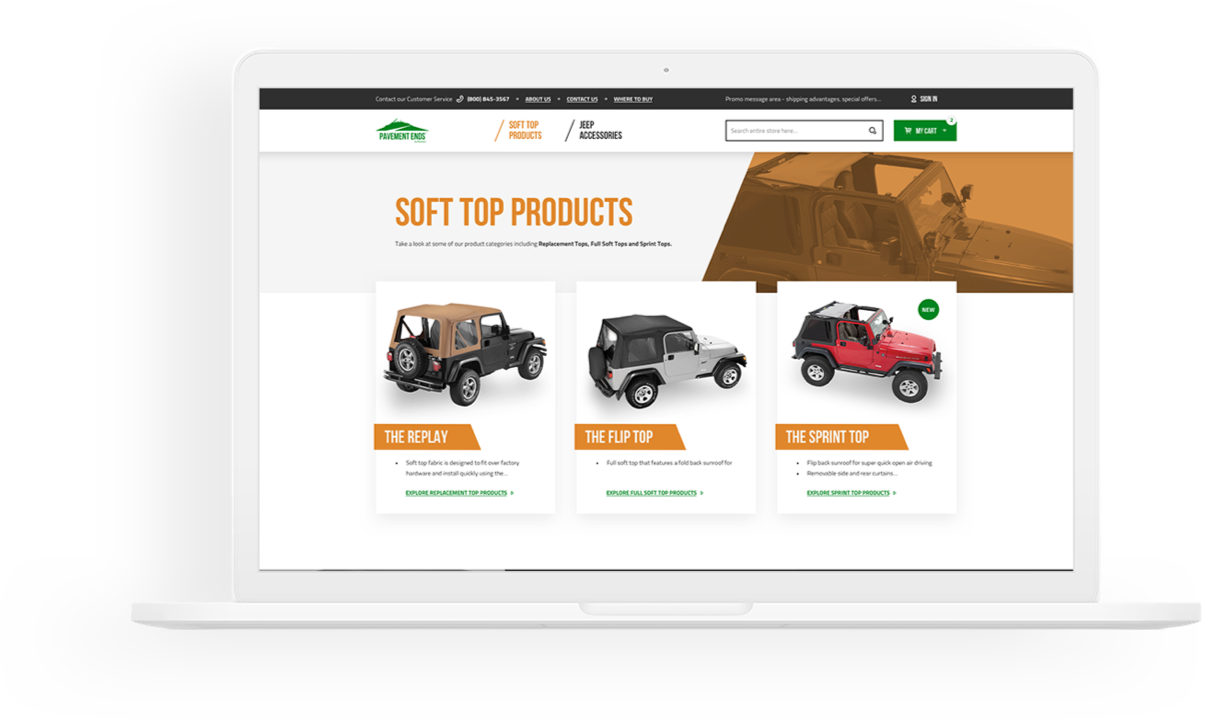 Contact our Customer Service (800) 845-3567 • ABOUT US • CONTACT US • WHERE TO BUY
Promo message area - shipping advantages, special offers...
SIGN IN
PAVEMENT ENDS
SOFT TOP
PRODUCTS
JEEP
ACCESSORIES
Search entire store here...
MY CART
2
SOFT TOP PRODUCTS
Take a look at some of our product categories including Replacement Tops, Full Soft Tops and Sprint Tops.
THE REPLAY
• Soft top fabric is designed to fit over factory
hardware and install quickly using the...
EXPLORE REPLACEMENT TOP PRODUCTS »
THE FLIP TOP
• Full soft top that features a fold back sunroof for
EXPLORE FULL SOFT TOP PRODUCTS »
NEW
THE SPRINT TOP
• Flip back sunroof for super quick open air driving
• Removable side and rear curtains...
EXPLORE SPRINT TOP PRODUCTS »